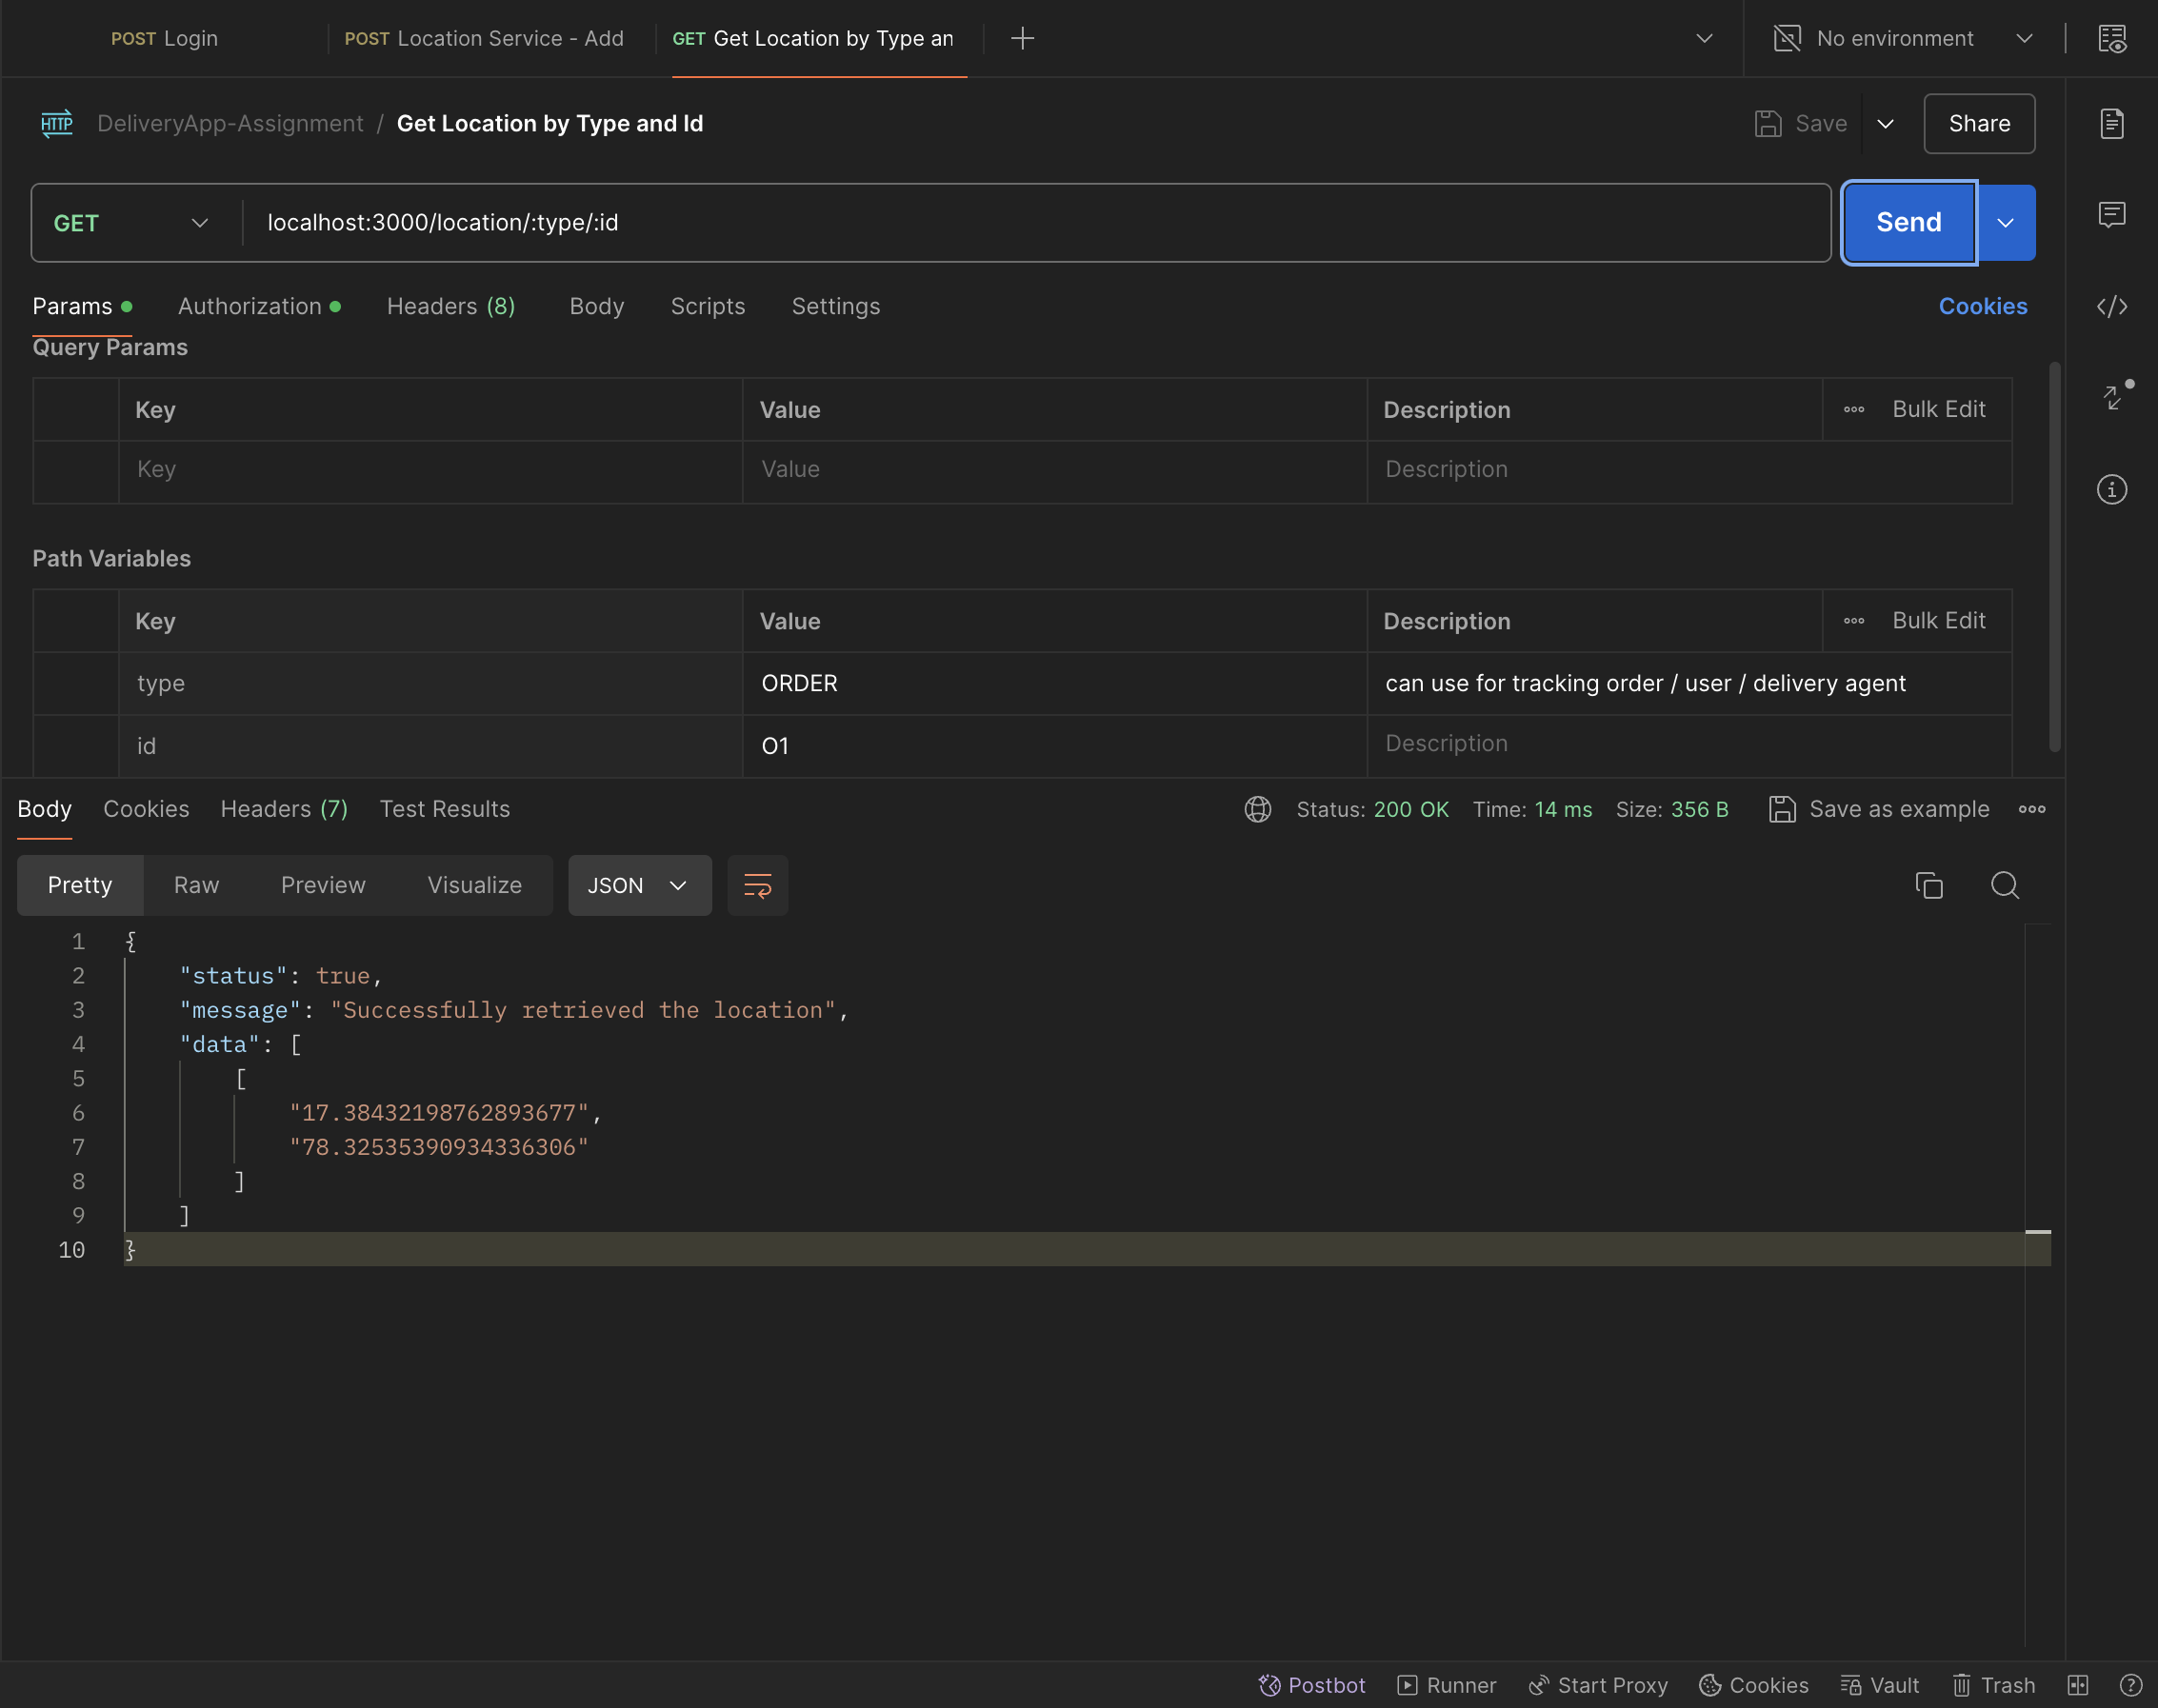 POST Login
POST Location Service - Add
GET Get Location by Type an
No environment
HTTP
DeliveryApp-Assignment / Get Location by Type and Id
Save
Share
GET
localhost:3000/location/:type/:id
Send
Params
Authorization
Headers (8)
Body
Scripts
Settings
Cookies
Query Params
Key
Value
Description
Bulk Edit
Key
Value
Description
Path Variables
Key
Value
Description
Bulk Edit
type
ORDER
can use for tracking order / user / delivery agent
id
O1
Description
Body
Cookies
Headers (7)
Test Results
Status: 200 OK
Time: 14 ms
Size: 356 B
Save as example
Pretty
Raw
Preview
Visualize
JSON
1 {
2 "status": true,
3 "message": "Successfully retrieved the location",
4 "data": [
5 [
6 "17.38432198762893677",
7 "78.32535390934336306"
8 ]
9 ]
10 }
Postbot
Runner
Start Proxy
Cookies
Vault
Trash